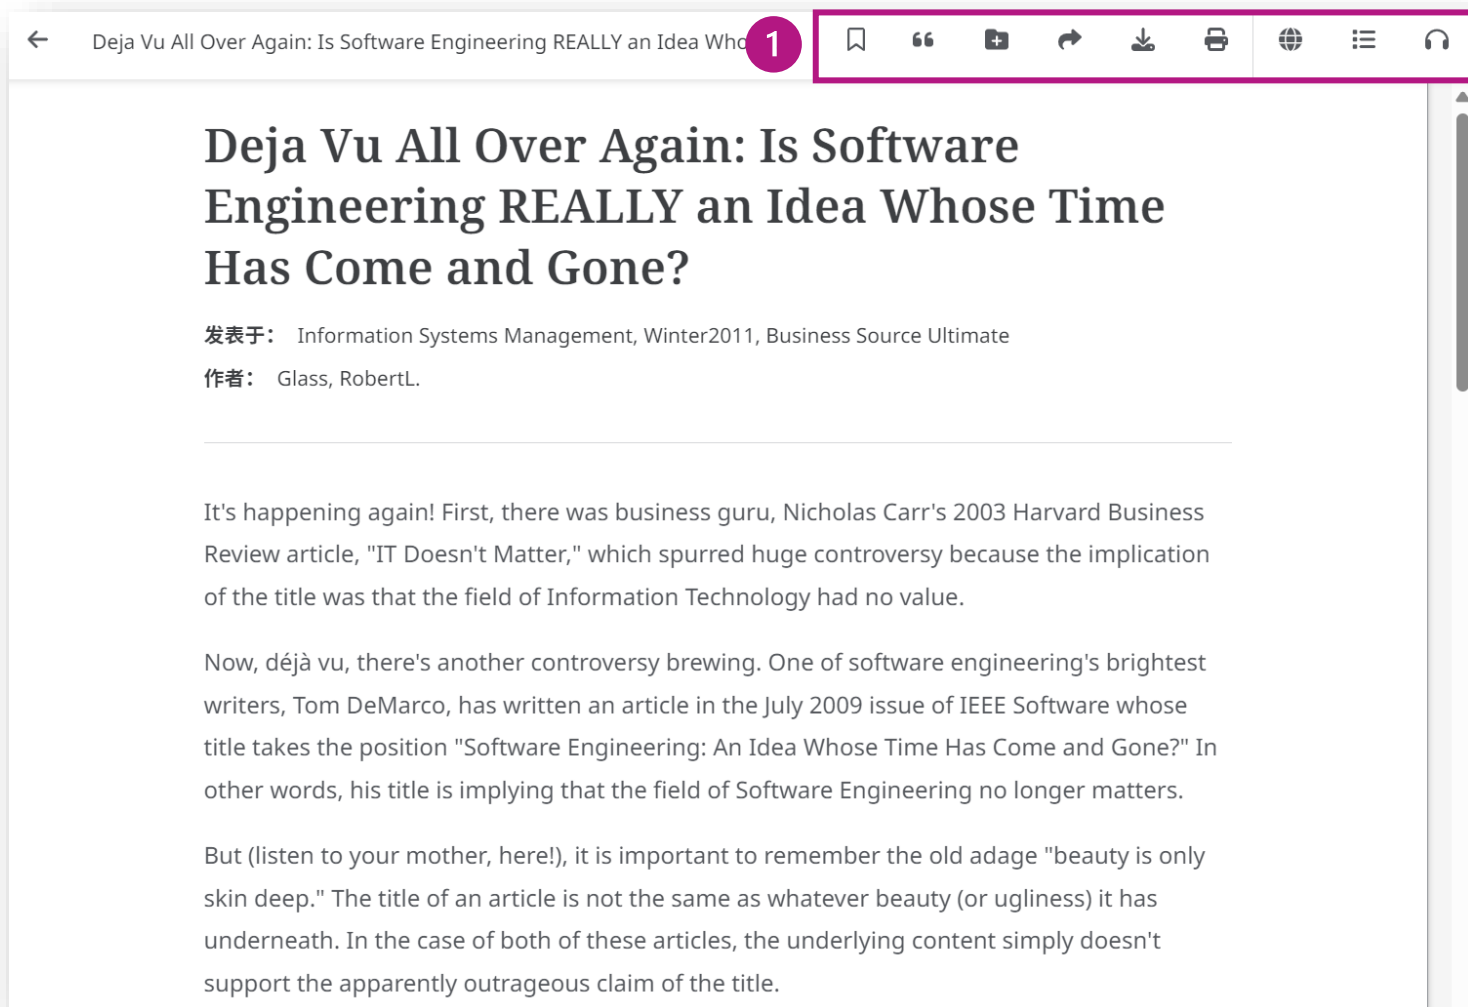 Deja Vu All Over Again: Is Software Engineering REALLY an Idea Who
1
Deja Vu All Over Again: Is Software
Engineering REALLY an Idea Whose Time
Has Come and Gone?
发表于： Information Systems Management, Winter2011, Business Source Ultimate
作者： Glass, RobertL.
It's happening again! First, there was business guru, Nicholas Carr's 2003 Harvard Business
Review article, "IT Doesn't Matter," which spurred huge controversy because the implication
of the title was that the field of Information Technology had no value.
Now, déjà vu, there's another controversy brewing. One of software engineering's brightest
writers, Tom DeMarco, has written an article in the July 2009 issue of IEEE Software whose
title takes the position "Software Engineering: An Idea Whose Time Has Come and Gone?" In
other words, his title is implying that the field of Software Engineering no longer matters.
But (listen to your mother, here!), it is important to remember the old adage "beauty is only
skin deep." The title of an article is not the same as whatever beauty (or ugliness) it has
underneath. In the case of both of these articles, the underlying content simply doesn't
support the apparently outrageous claim of the title.